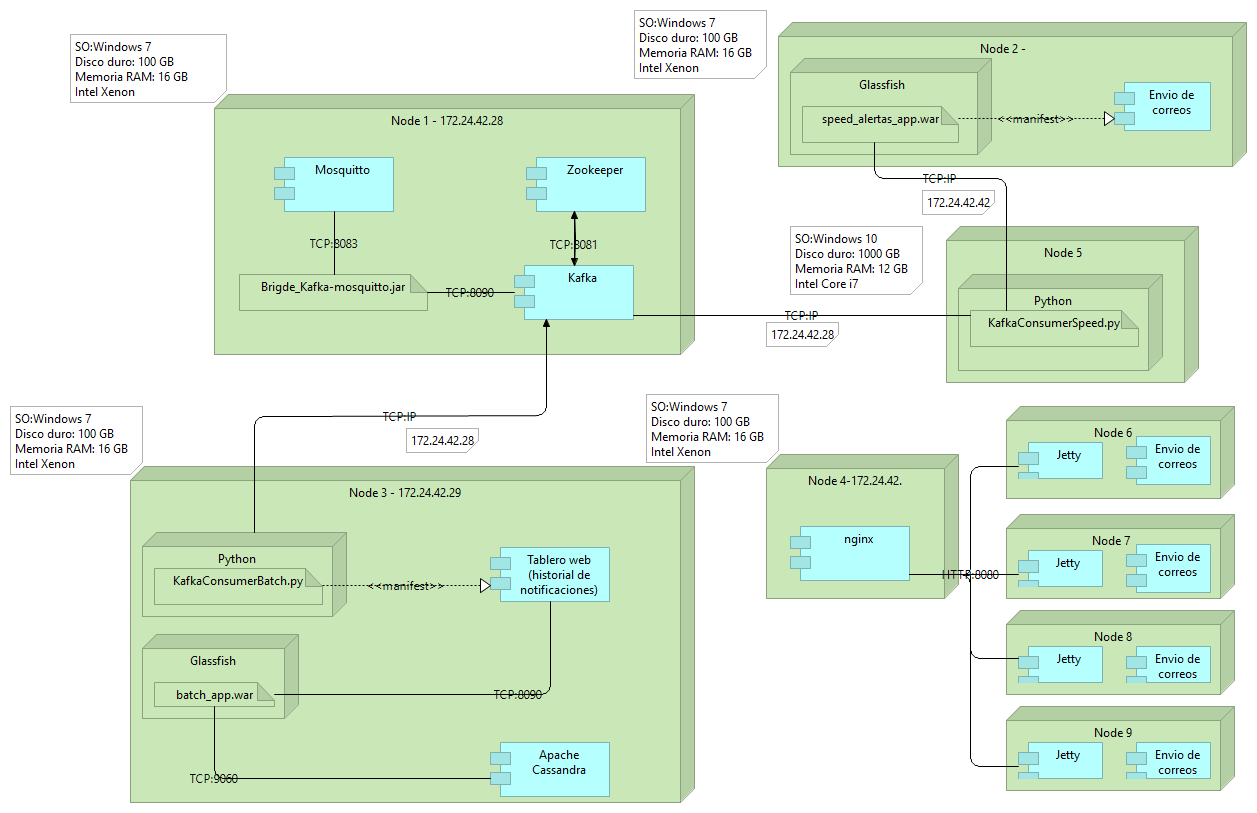 SO:Windows 7
Disco duro: 100 GB
Memoria RAM: 16 GB
Intel Xenon
Node 1 - 172.24.42.28
Mosquitto
Zookeeper
TCP:8083
TCP:8081
Brigde_Kafka-mosquitto.jar
TCP:8090
Kafka
SO:Windows 7
Disco duro: 100 GB
Memoria RAM: 16 GB
Intel Xenon
Node 2 -
Glassfish
speed_alertas_app.war
<<manifest>>
Envio de
correos
TCP:IP
172.24.42.42
SO:Windows 10
Disco duro: 1000 GB
Memoria RAM: 12 GB
Intel Core i7
Node 5
Python
KafkaConsumerSpeed.py
TCP:IP
172.24.42.28
SO:Windows 7
Disco duro: 100 GB
Memoria RAM: 16 GB
Intel Xenon
TCP:IP
172.24.42.28
Node 3 - 172.24.42.29
Python
KafkaConsumerBatch.py
<<manifest>>
Tablero web
(historial de
notificaciones)
Glassfish
batch_app.war
TCP:8090
TCP:9060
Apache
Cassandra
SO:Windows 7
Disco duro: 100 GB
Memoria RAM: 16 GB
Intel Xenon
Node 4-172.24.42.
nginx
HTTP:8080
Node 6
Jetty
Envio de
correos
Node 7
Jetty
Envio de
correos
Node 8
Jetty
Envio de
correos
Node 9
Jetty
Envio de
correos